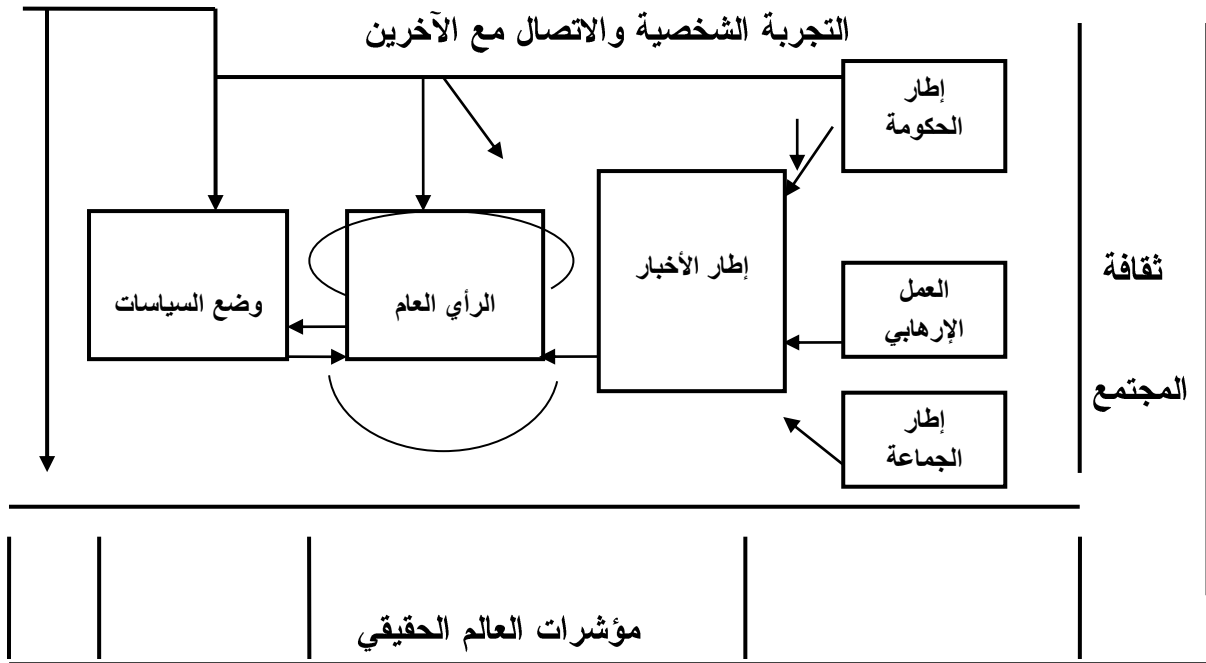 التجربة الشخصية والاتصال مع الآخرين
إطار
الحكومة
ثقافة
المجتمع
العمل
الإرهابي
إطار
الجماعة
إطار الأخبار
الرأي العام
وضع السياسات
مؤشرات العالم الحقيقي